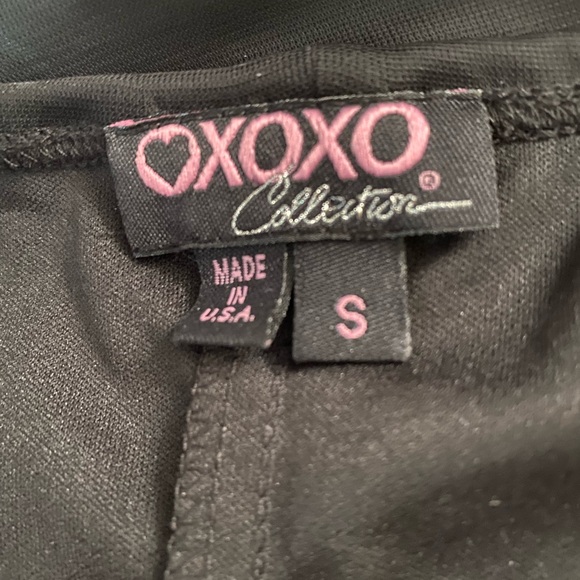 ♡XOXO®
Collection
MADE
IN
U.S.A.
S